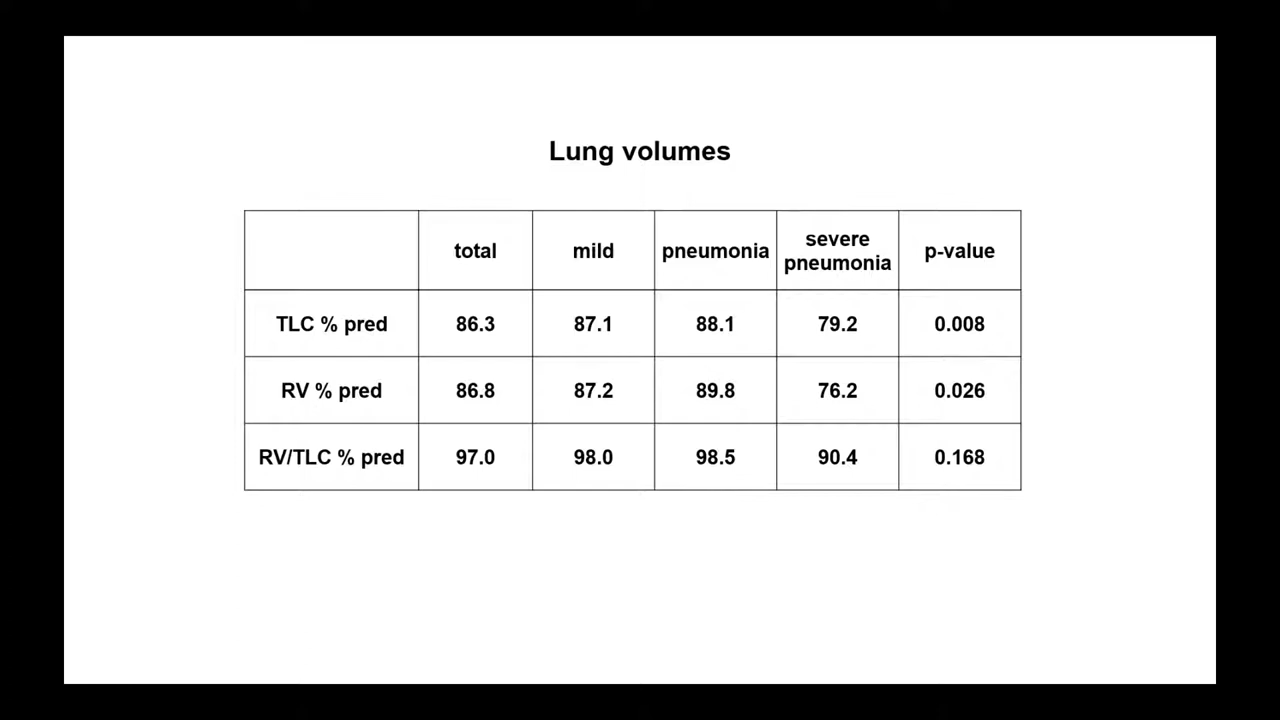 Lung volumes
total mild pneumonia severe pneumonia p-value
TLC % pred 86.3 87.1 88.1 79.2 0.008
RV % pred 86.8 87.2 89.8 76.2 0.026
RV/TLC % pred 97.0 98.0 98.5 90.4 0.168